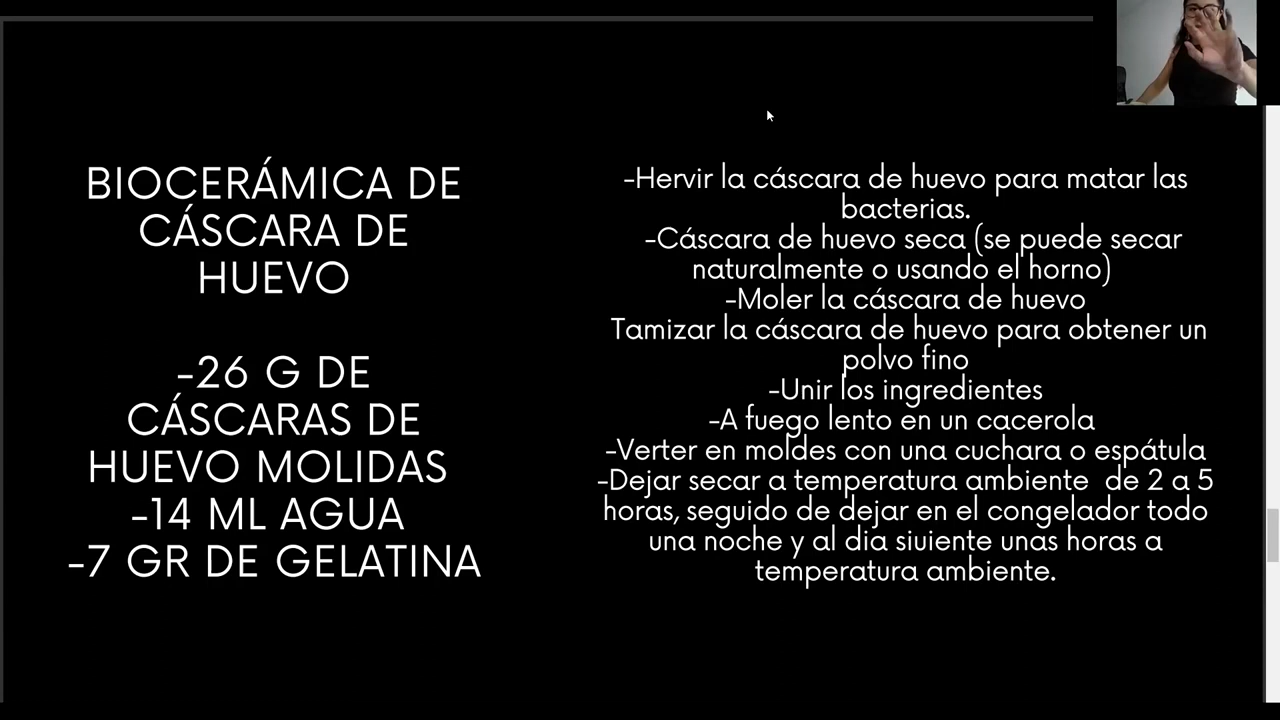 BIOCERÁMICA DE
CÁSCARA DE
HUEVO
-26 G DE
CÁSCARAS DE
HUEVO MOLIDAS
-14 ML AGUA
-7 GR DE GELATINA
-Hervir la cáscara de huevo para matar las
bacterias.
-Cáscara de huevo seca (se puede secar
naturalmente o usando el horno)
-Moler la cáscara de huevo
Tamizar la cáscara de huevo para obtener un
polvo fino
-Unir los ingredientes
-A fuego lento en un cacerola
-Verter en moldes con una cuchara o espátula
-Dejar secar a temperatura ambiente de 2 a 5
horas, seguido de dejar en el congelador todo
una noche y al dia siuiente unas horas a
temperatura ambiente.